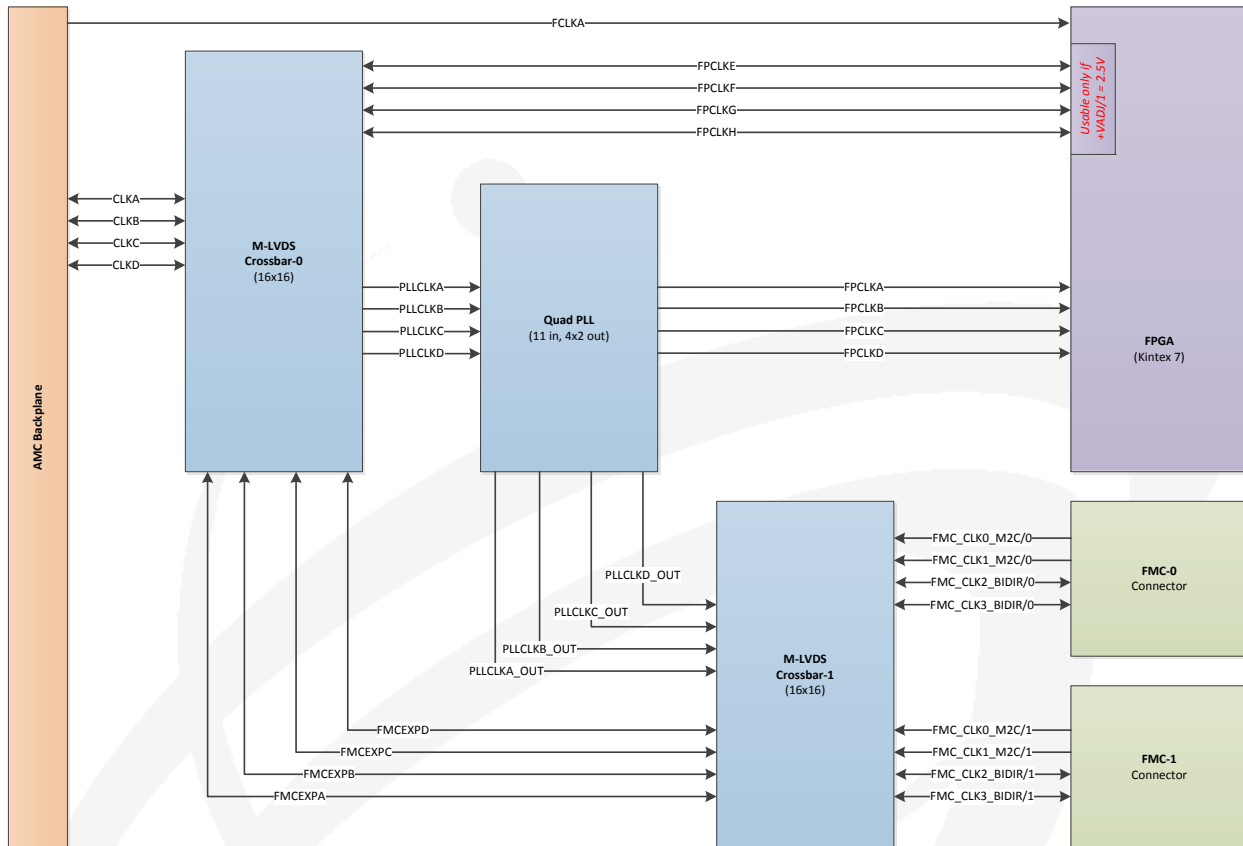 FCLKA
FPCLKE
FPCLKF
FPCLKG
FPCLKH
Usable only if
+VADJ/1 = 2.5V
CLKA
CLKB
CLKC
CLKD
M-LVDS
Crossbar-0
(16x16)
PLLCLKA
PLLCLKB
PLLCLKC
PLLCLKD
Quad PLL
(11 in, 4x2 out)
FPCLKA
FPCLKB
FPCLKC
FPCLKD
FPGA
(Kintex 7)
AMC Backplane
PLLCLKD_OUT
PLLCLKC_OUT
PLLCLKB_OUT
PLLCLKA_OUT
M-LVDS
Crossbar-1
(16x16)
FMC_CLK0_M2C/0
FMC_CLK1_M2C/0
FMC_CLK2_BIDIR/0
FMC_CLK3_BIDIR/0
FMC-0
Connector
FMCEXPD
FMCEXPC
FMCEXPB
FMCEXPA
FMC_CLK0_M2C/1
FMC_CLK1_M2C/1
FMC_CLK2_BIDIR/1
FMC_CLK3_BIDIR/1
FMC-1
Connector